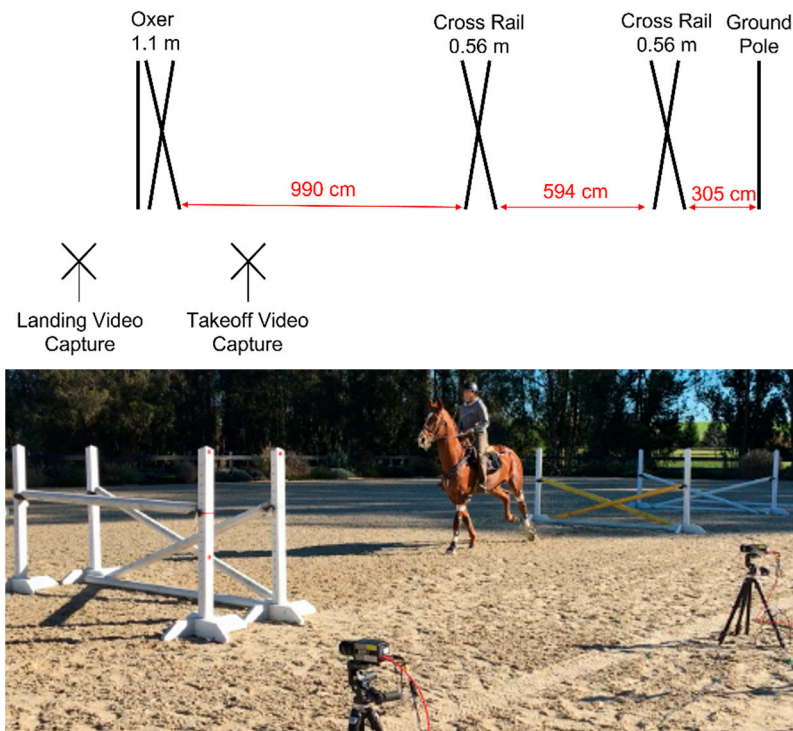 Oxer
1.1 m
Cross Rail
0.56 m
Cross Rail
0.56 m
Ground
Pole
990 cm
594 cm
305 cm
Landing Video
Capture
Takeoff Video
Capture